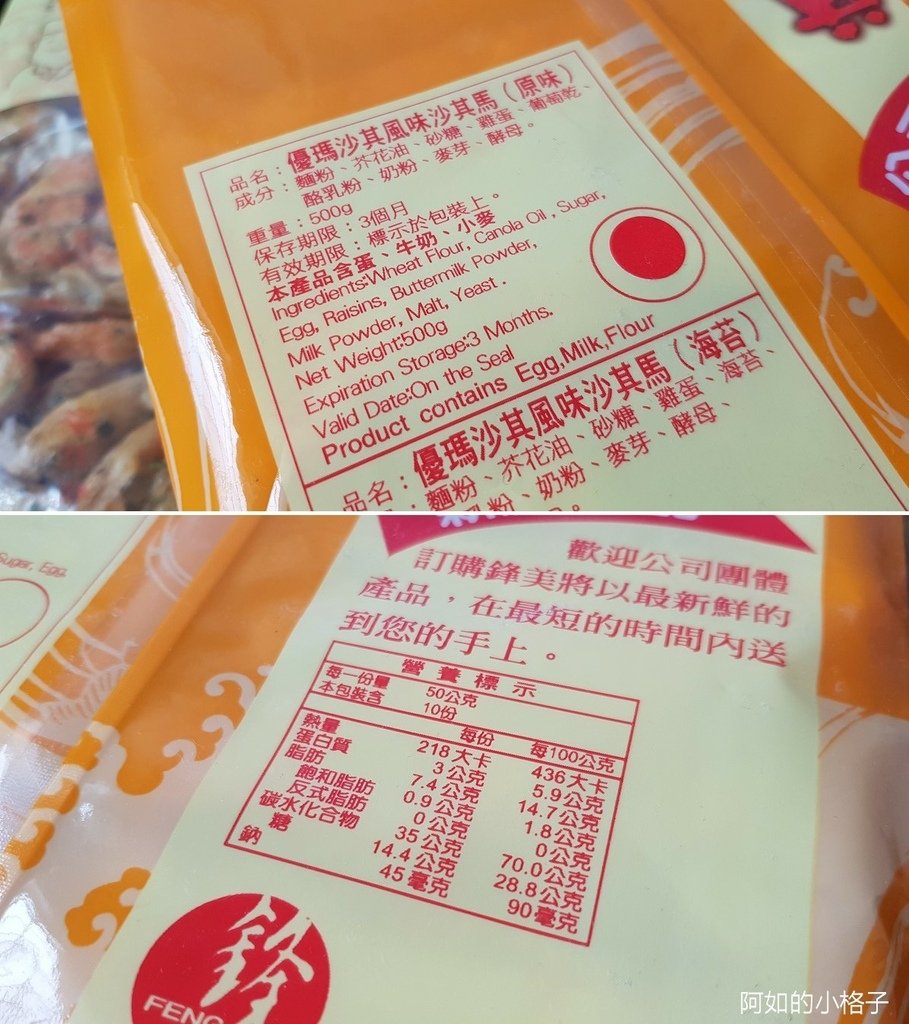 品名：優瑪沙其風味沙其馬（原味）
成分：麵粉、芥花油、砂糖、雞蛋、葡萄乾、
酪乳粉、奶粉、麥芽、酵母。
重量：500g
保存期限：3個月
有效期限：標示於包裝上。
本產品含蛋、牛奶、小麥
Ingredients:Wheat Flour, Canola Oil , Sugar,
Egg, Raisins, Buttermilk Powder,
Milk Powder, Malt, Yeast .
Net Weight:500g
Expiration Storage:3 Months.
Valid Date:On the Seal
Product contains Egg,Milk,Flour
品名：優瑪沙其風味沙其馬（海苔）
麵粉、芥花油、砂糖、雞蛋、海苔、
粉、奶粉、麥芽、酵母、
Sugar, Egg,
歡迎公司團體
訂購鋒美將以最新鮮的
產品，在最短的時間內送
到您的手上。
營養標示
每一份量 50公克
本包裝含 10份
每份 每100公克
熱量 218大卡 436大卡
蛋白質 3公克 5.9公克
脂肪 7.4公克 14.7公克
飽和脂肪 0.9公克 1.8公克
反式脂肪 0公克 0公克
碳水化合物 35公克 70.0公克
糖 14.4公克 28.8公克
鈉 45毫克 90毫克
FENG
阿如的小格子